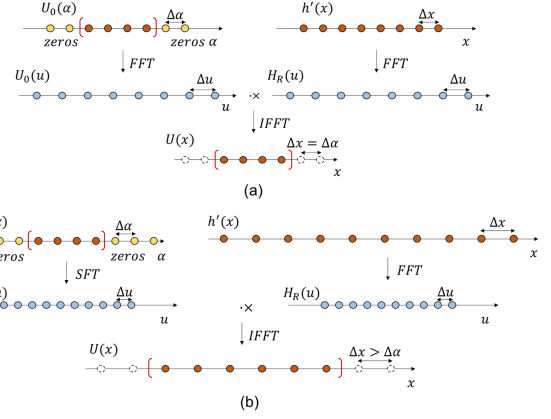 U₀(α)
Δα
h′(x)
Δx
zeros
zeros α
x
FFT
FFT
U₀(u)
Δu
H_R(u)
Δu
u
·×
u
IFFT
U(x)
Δx = Δα
x
(a)
α)
Δα
h′(x)
Δx
zeros
α
x
SFT
FFT
)
Δu
H_R(u)
Δu
u
·×
u
IFFT
U(x)
Δx > Δα
x
(b)